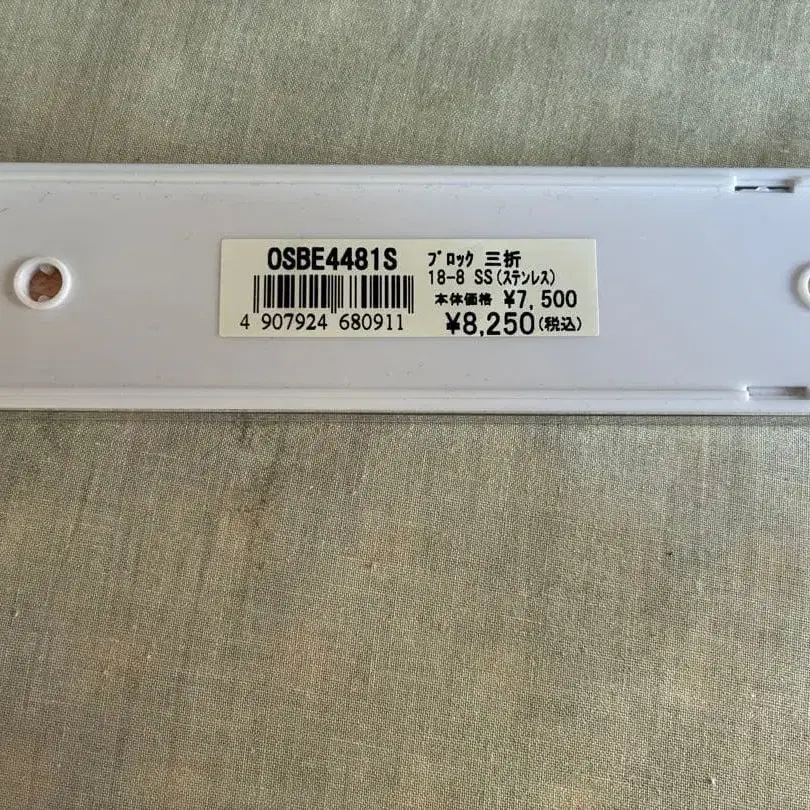 OSBE4481S
4 907924 680911
ブロック 三折
18-8 SS(ステンレス)
本体価格 ¥7,500
¥8,250(税込)